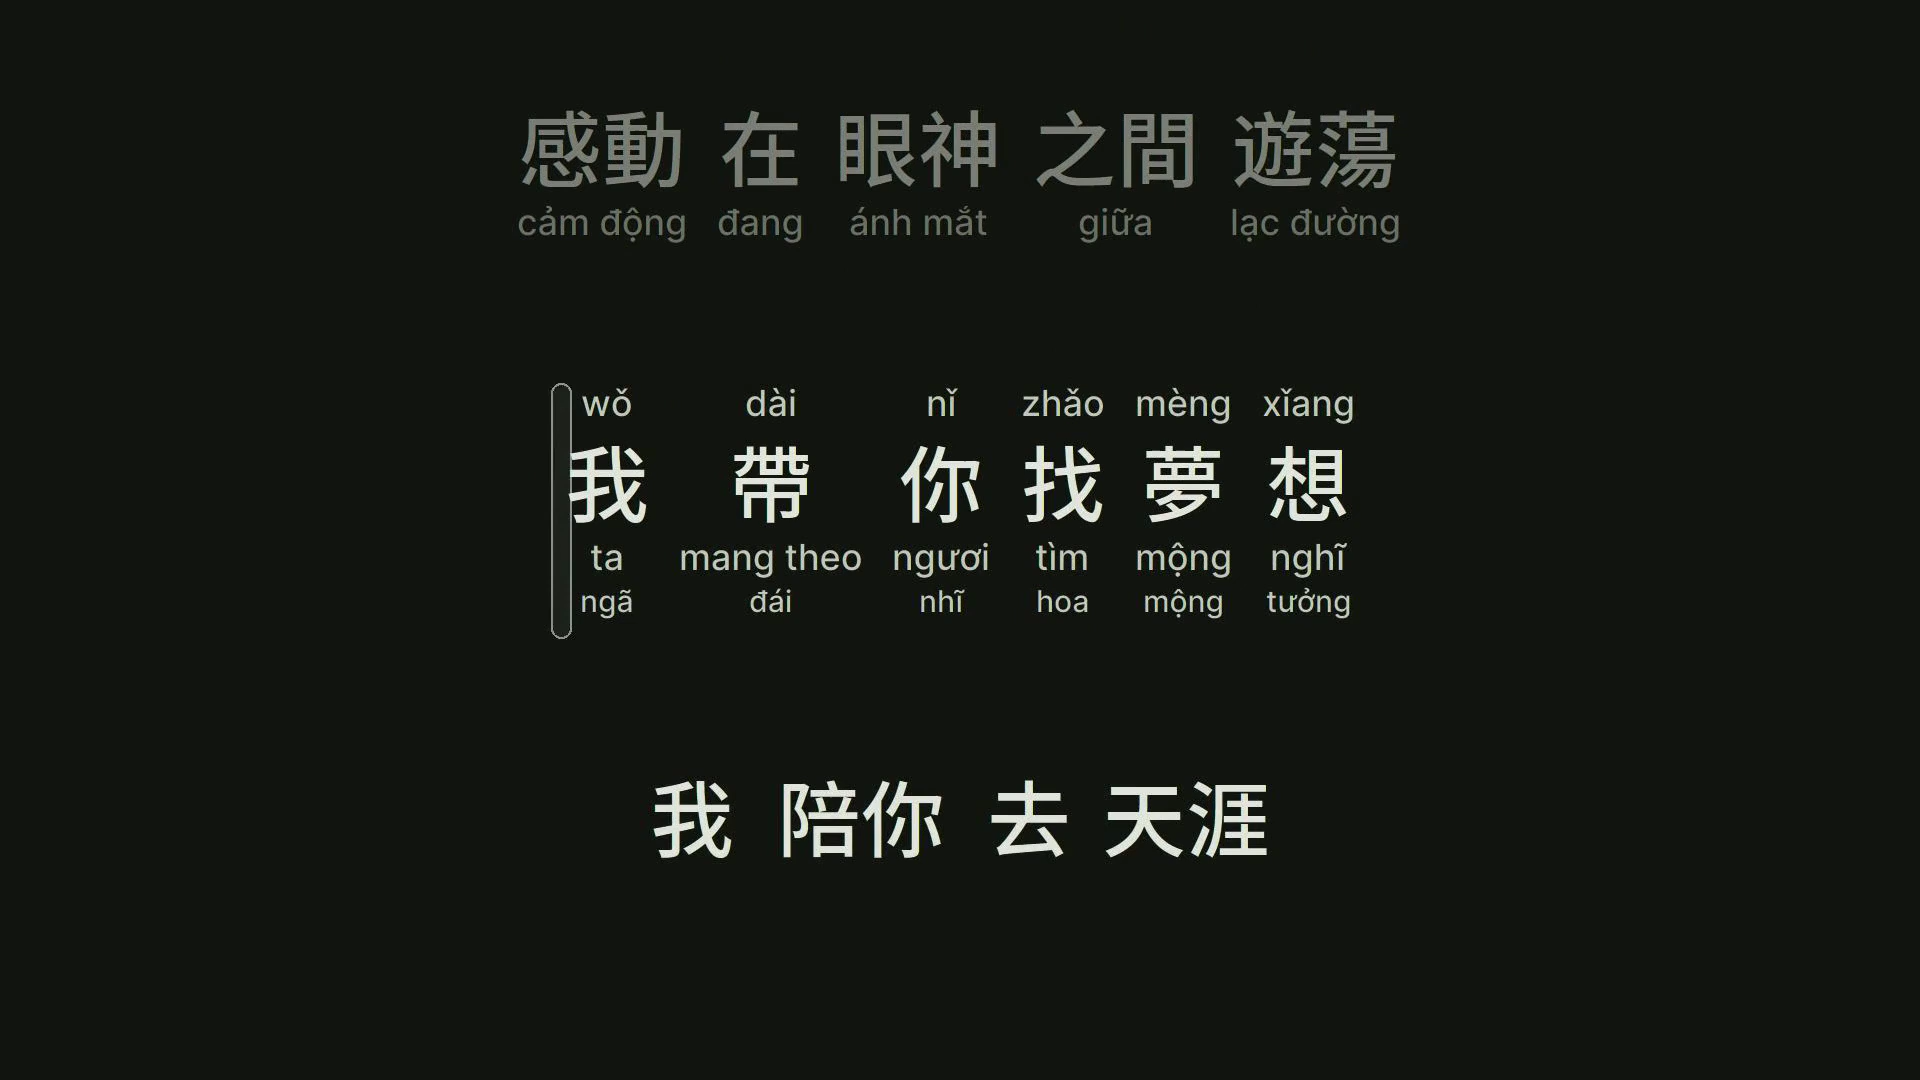 感動 在 眼神 之間 遊蕩
cảm động đang ánh mắt giữa lạc đường
wǒ dài nǐ zhǎo mèng xǐang
我 帶 你 找 夢 想
ta mang theo ngươi tìm mộng nghĩ
ngã đái nhĩ hoa mộng tưởng
我 陪你 去 天涯